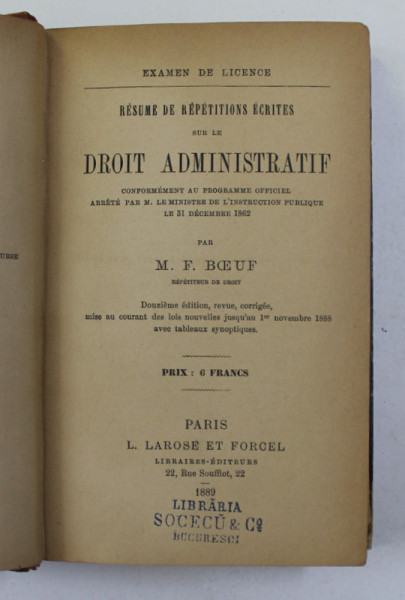 EXAMEN DE LICENCE
RÉSUMÉ DE RÉPÉTITIONS ÉCRITES
SUR LE
DROIT ADMINISTRATIF
CONFORMÉMENT AU PROGRAMME OFFICIEL
ARRÊTÉ PAR M. LE MINISTRE DE L'INSTRUCTION PUBLIQUE
LE 31 DÉCEMBRE 1862
PAR
M. F. BŒUF
RÉPÉTITEUR DE DROIT
Douzième édition, revue, corrigée,
mise au courant des lois nouvelles jusqu'au 1er novembre 1888
avec tableaux synoptiques.
PRIX : 6 FRANCS
PARIS
L. LAROSE ET FORCEL
LIBRAIRES-ÉDITEURS
22, Rue Soufflot, 22
1889
LIBRĂRIA
SOCECŬ & Co
BUCURESCI